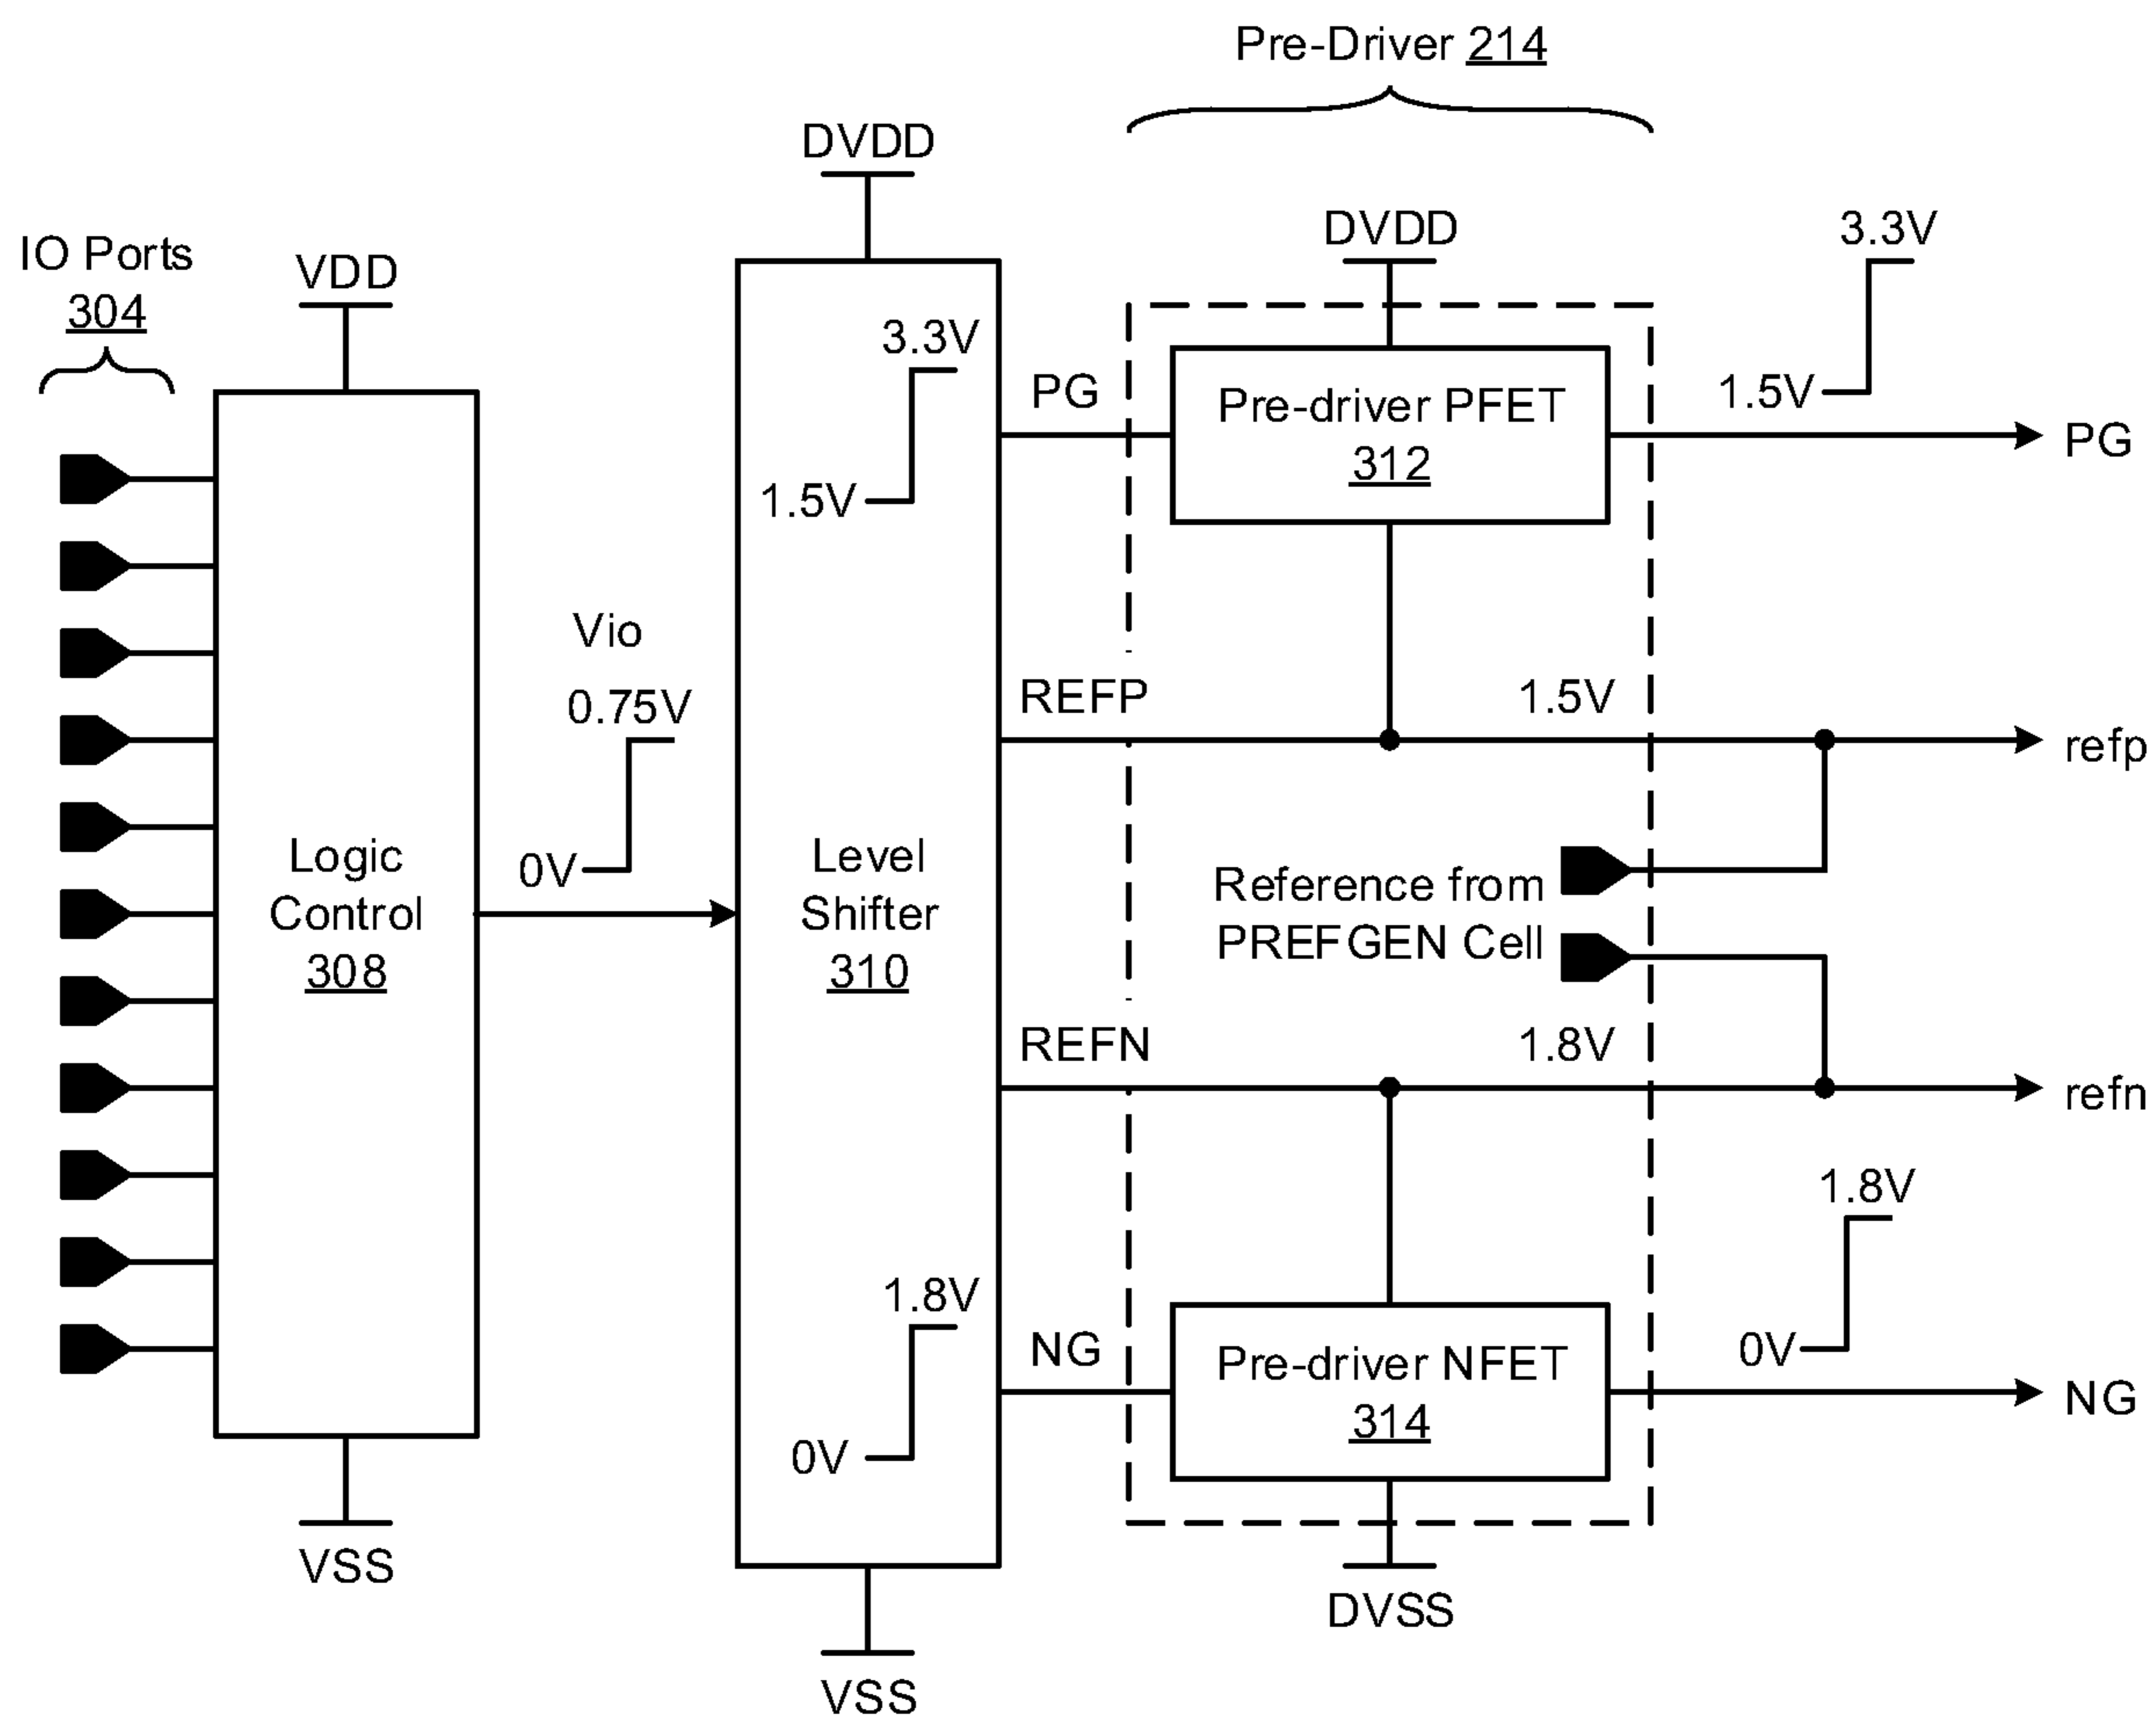 Pre-Driver 214
DVDD
IO Ports
304
VDD
DVDD
3.3V
3.3V
PG
Pre-driver PFET
312
1.5V
PG
1.5V
Vio
0.75V
REFP
1.5V
refp
0V
Logic
Control
308
Level
Shifter
310
Reference from
PREFGEN Cell
REFN
1.8V
refn
1.8V
1.8V
NG
Pre-driver NFET
314
0V
NG
0V
VSS
DVSS
VSS